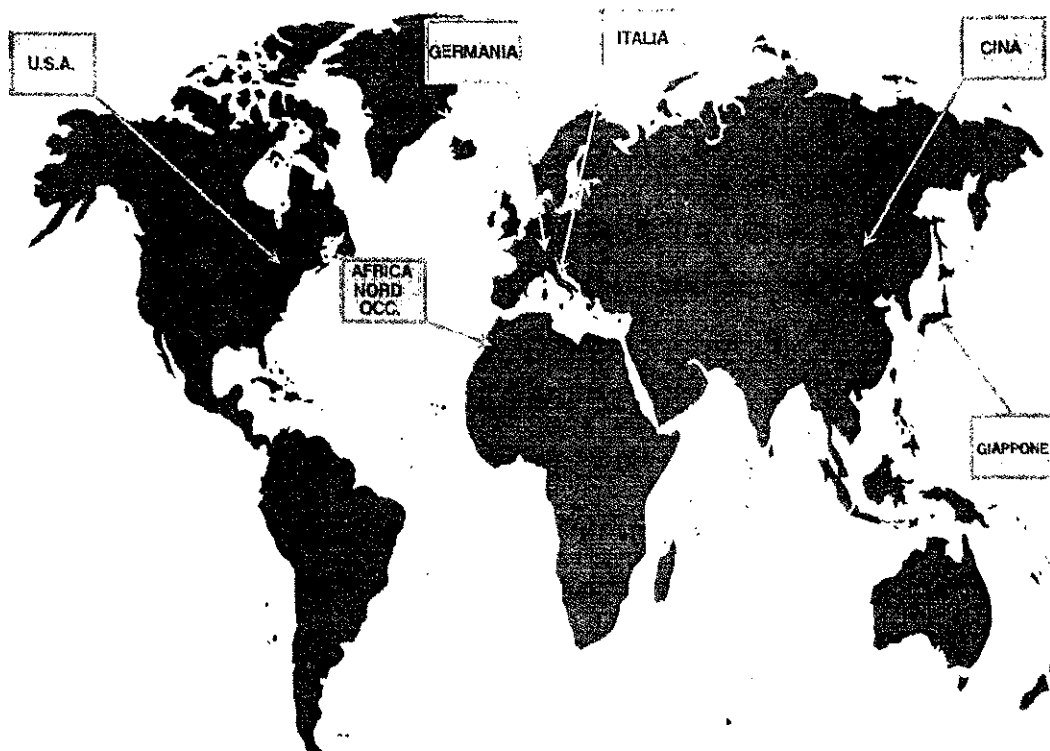 U.S.A.
GERMANIA
ITALIA
CINA
AFRICA
NORD
OCC.
GIAPPONE